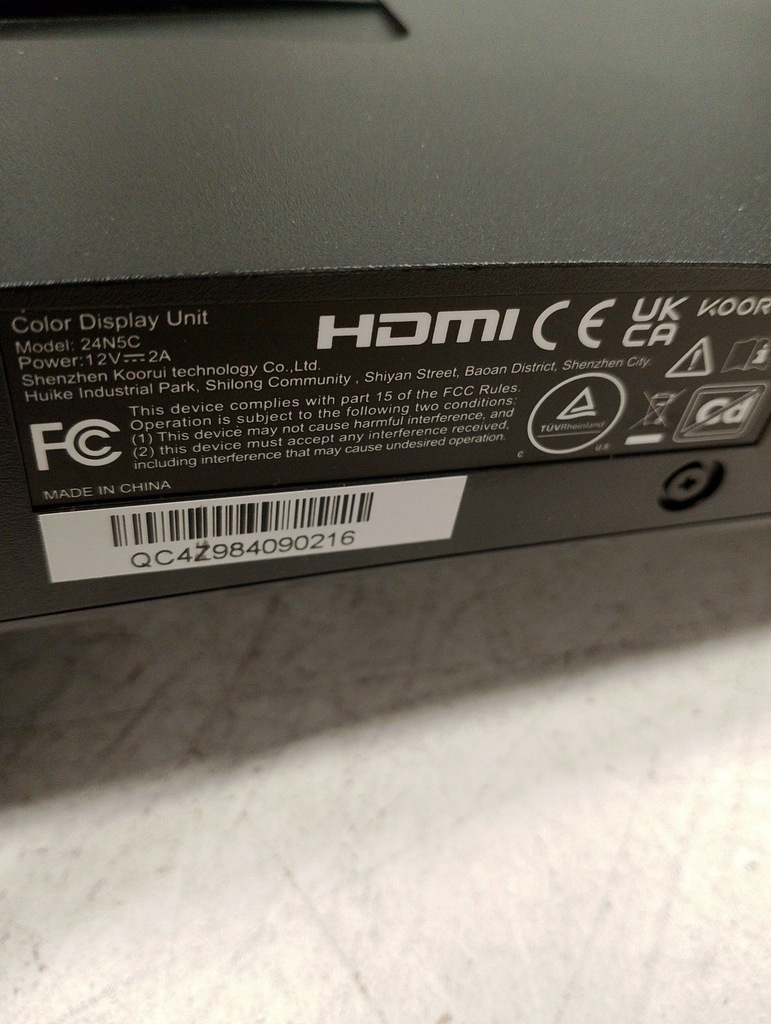 Color Display Unit
Model: 24N5C
Power:12V⎓2A
Shenzhen Koorui technology Co.,Ltd.
Huike Industrial Park, Shilong Community , Shiyan Street, Baoan District, Shenzhen City.
HDMI CE UK
CA
KOOR
FC
This device complies with part 15 of the FCC Rules.
Operation is subject to the following two conditions:
(1) This device may not cause harmful interference, and
(2) this device must accept any interference received,
including interference that may cause undesired operation.
TÜVRheinland
C US
Cd
MADE IN CHINA
QC4Z984090216